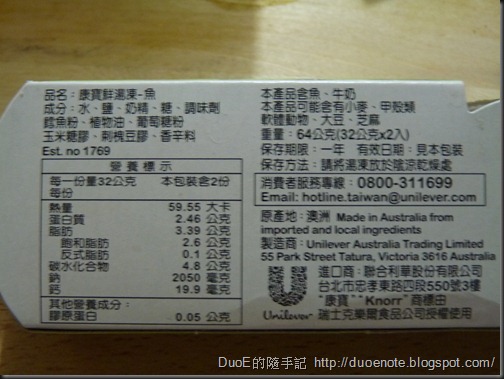 品名：康寶鮮湯凍-魚
成分：水、鹽、奶精、糖、調味劑
鱈魚粉、植物油、葡萄糖粉
玉米糖膠、刺槐豆膠、香辛料
Est. no 1769
營養標示
每一份量32公克 本包裝含2份
每份
熱量 59.55 大卡
蛋白質 2.46 公克
脂肪 3.39 公克
飽和脂肪 2.6 公克
反式脂肪 0.1 公克
碳水化合物 4.8 公克
鈉 2050 毫克
鈣 19.9 毫克
其他營養成分：
膠原蛋白 0.05 公克
本產品含魚、牛奶
本產品可能含有小麥、甲殼類
軟體動物、大豆、芝麻
重量：64公克(32公克x2入)
保存期限：一年 有效日期：見本包裝
保存方法：請將湯凍放於陰涼乾燥處
消費者服務專線：0800-311699
Email: hotline.taiwan@unilever.com
原產地：澳洲 Made in Australia from
imported and local ingredients
製造商：Unilever Australia Trading Limited
55 Park Street Tatura, Victoria 3616 Australia
進口商：聯合利華股份有限公司
台北市忠孝東路四段550號3樓
"康寶" "Knorr" 商標由
瑞士克樂爾食品公司授權使用
Unilever
DuoE的隨手記 http://duoenote.blogspot.com/